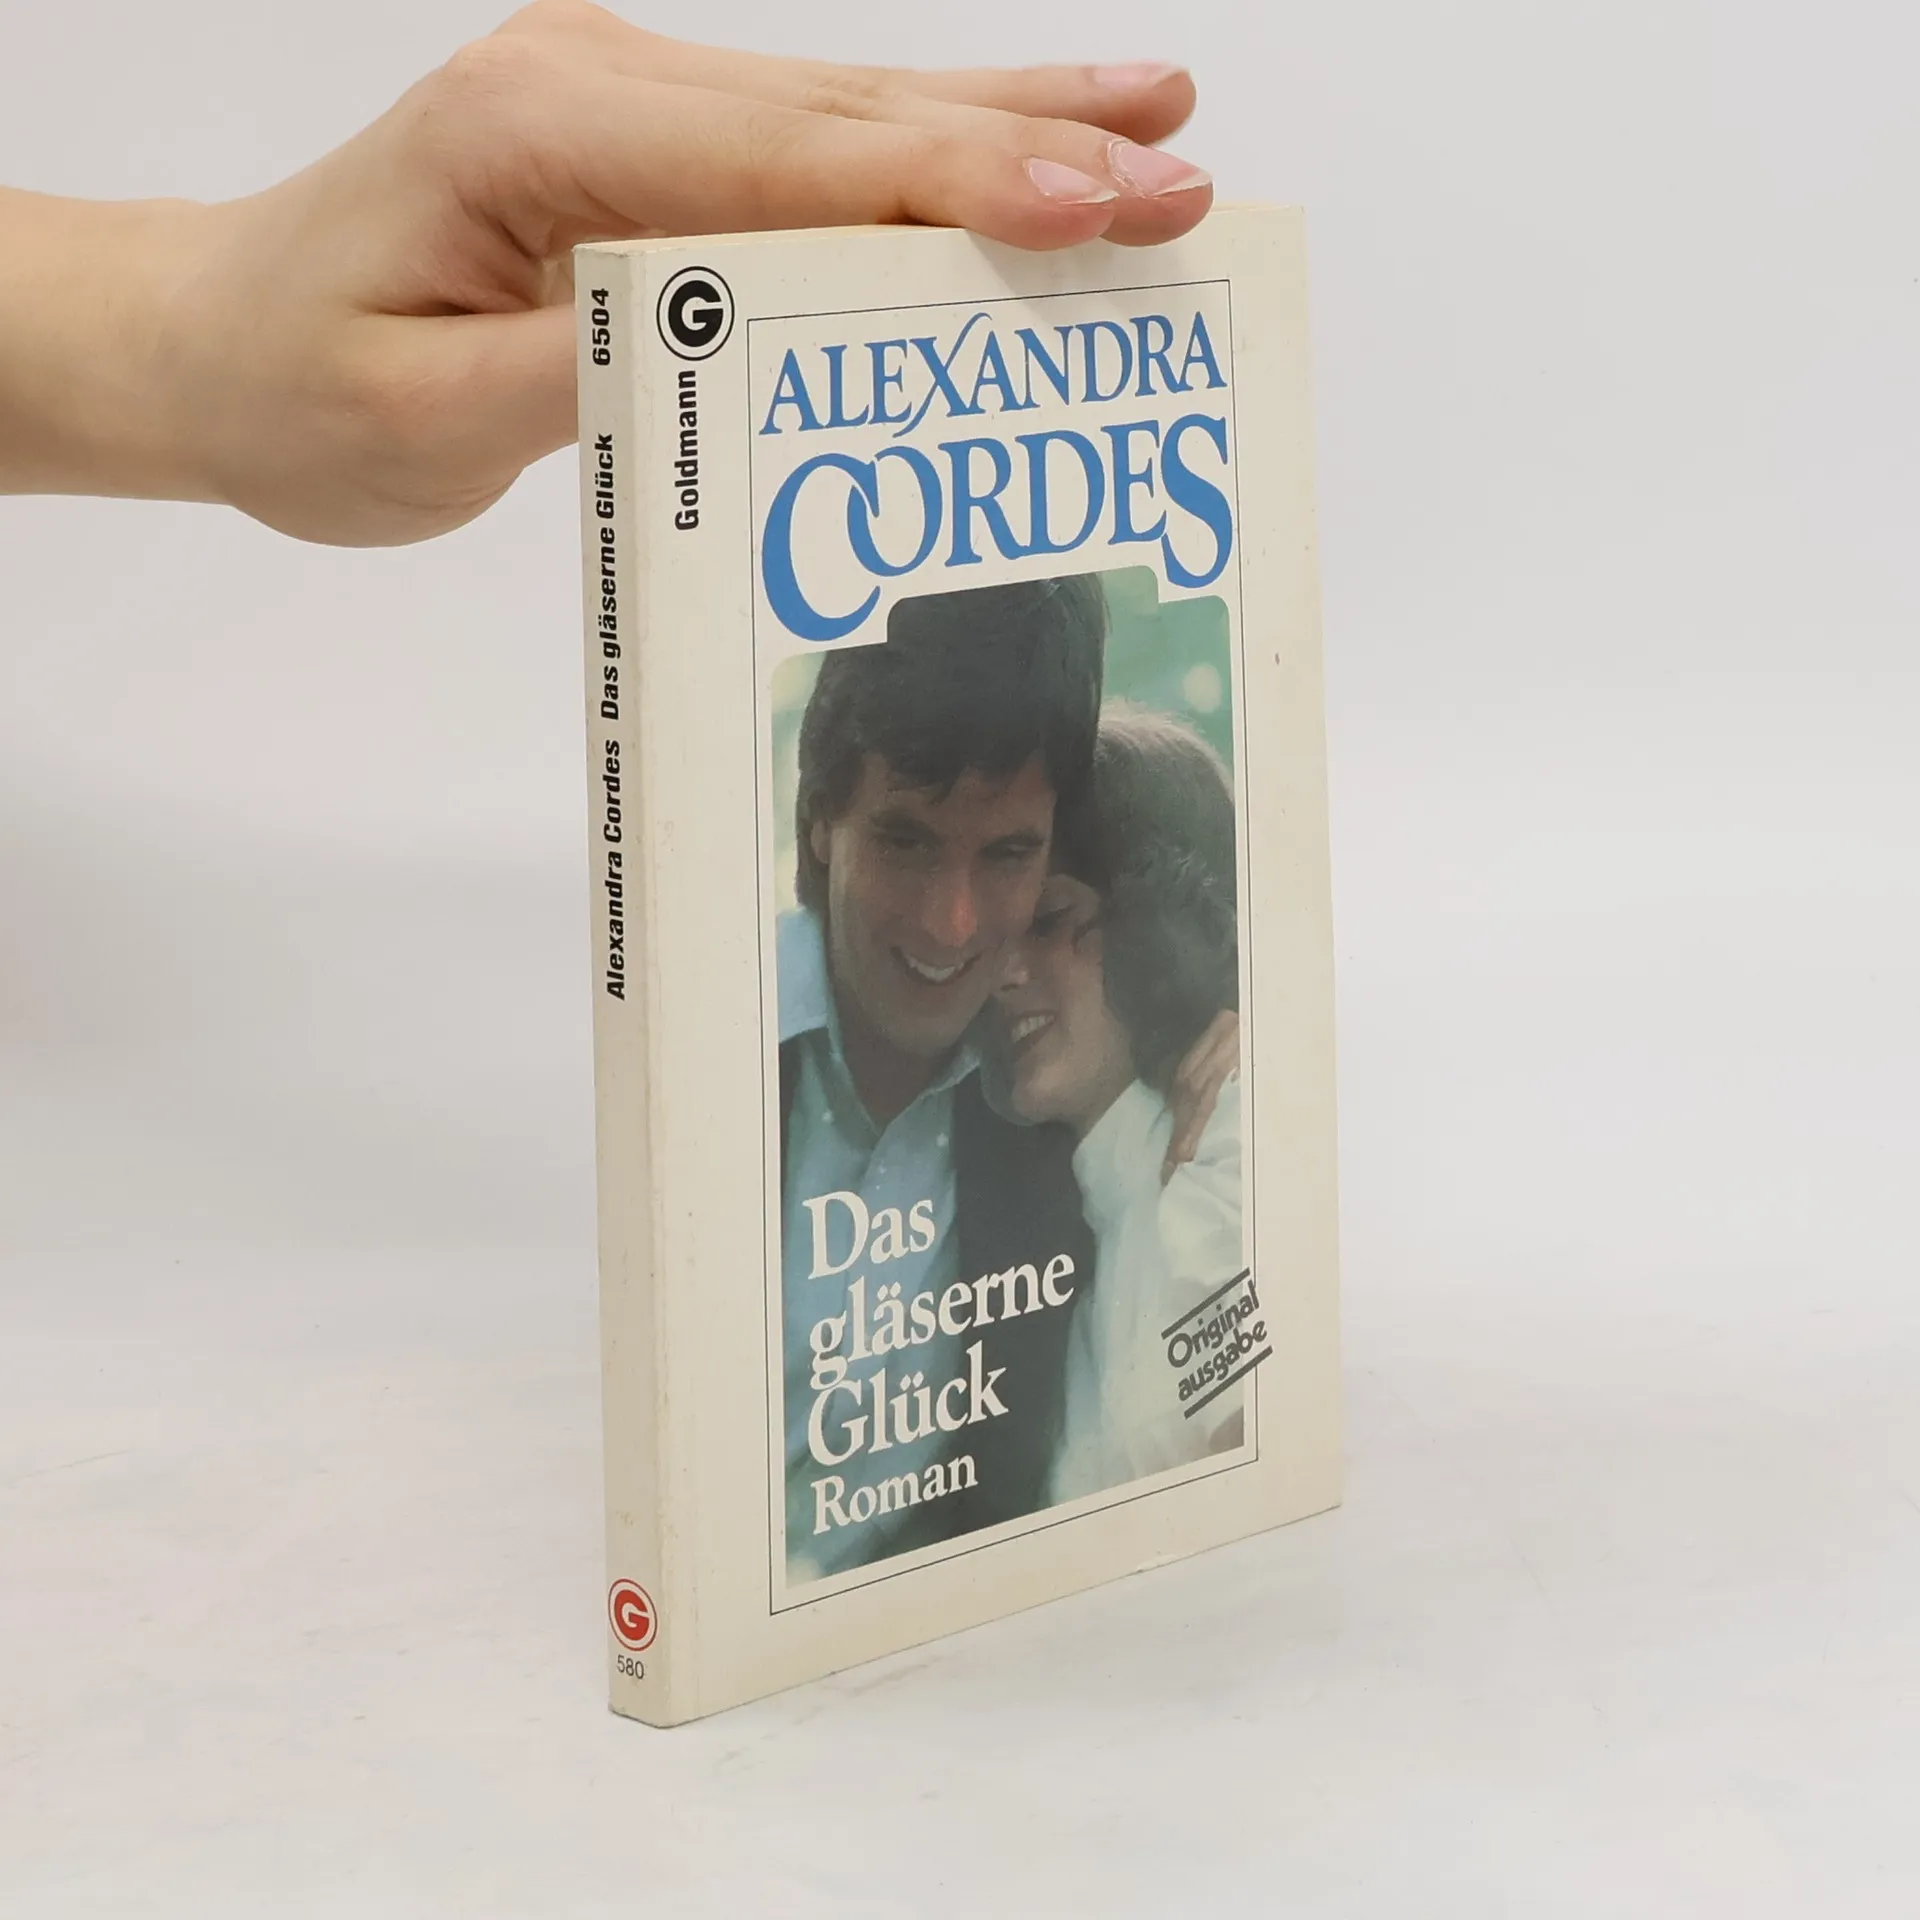 6504
Alexandra Cordes Das gläserne Glück
G
580
G
Goldmann
ALEXANDRA
CORDES
Das
gläserne
Glück
Roman
Original
ausgabe